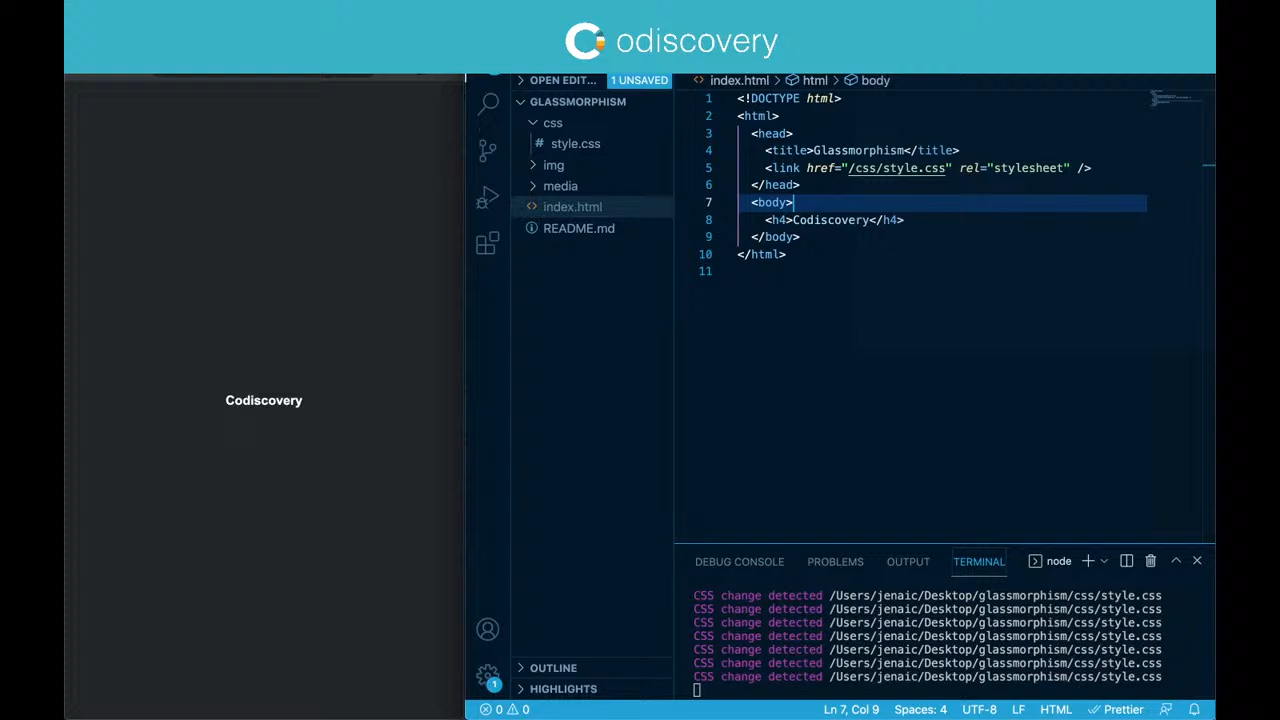 Codiscovery
OPEN EDIT... 1 UNSAVED
GLASSMORPHISM
css
# style.css
img
media
<> index.html
README.md
OUTLINE
HIGHLIGHTS
1
Codiscovery
<> index.html > html > body
1 <!DOCTYPE html>
2 <html>
3 <head>
4 <title>Glassmorphism</title>
5 <link href="/css/style.css" rel="stylesheet" />
6 </head>
7 <body>
8 <h4>Codiscovery</h4>
9 </body>
10 </html>
11
DEBUG CONSOLE PROBLEMS OUTPUT TERMINAL node
CSS change detected /Users/jenaic/Desktop/glassmorphism/css/style.css
CSS change detected /Users/jenaic/Desktop/glassmorphism/css/style.css
CSS change detected /Users/jenaic/Desktop/glassmorphism/css/style.css
CSS change detected /Users/jenaic/Desktop/glassmorphism/css/style.css
CSS change detected /Users/jenaic/Desktop/glassmorphism/css/style.css
CSS change detected /Users/jenaic/Desktop/glassmorphism/css/style.css
CSS change detected /Users/jenaic/Desktop/glassmorphism/css/style.css
0 0 Ln 7, Col 9 Spaces: 4 UTF-8 LF HTML Prettier